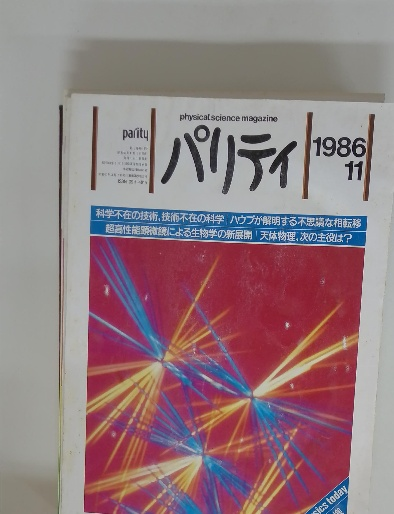 physical science magazine
parity
パリティ
1986
11
科学不在の技術,技術不在の科学 ハウプが解明する不思議な相転移
超高性能顕微鏡による生物学の新展開 天体物理,次の主役は?
sics today